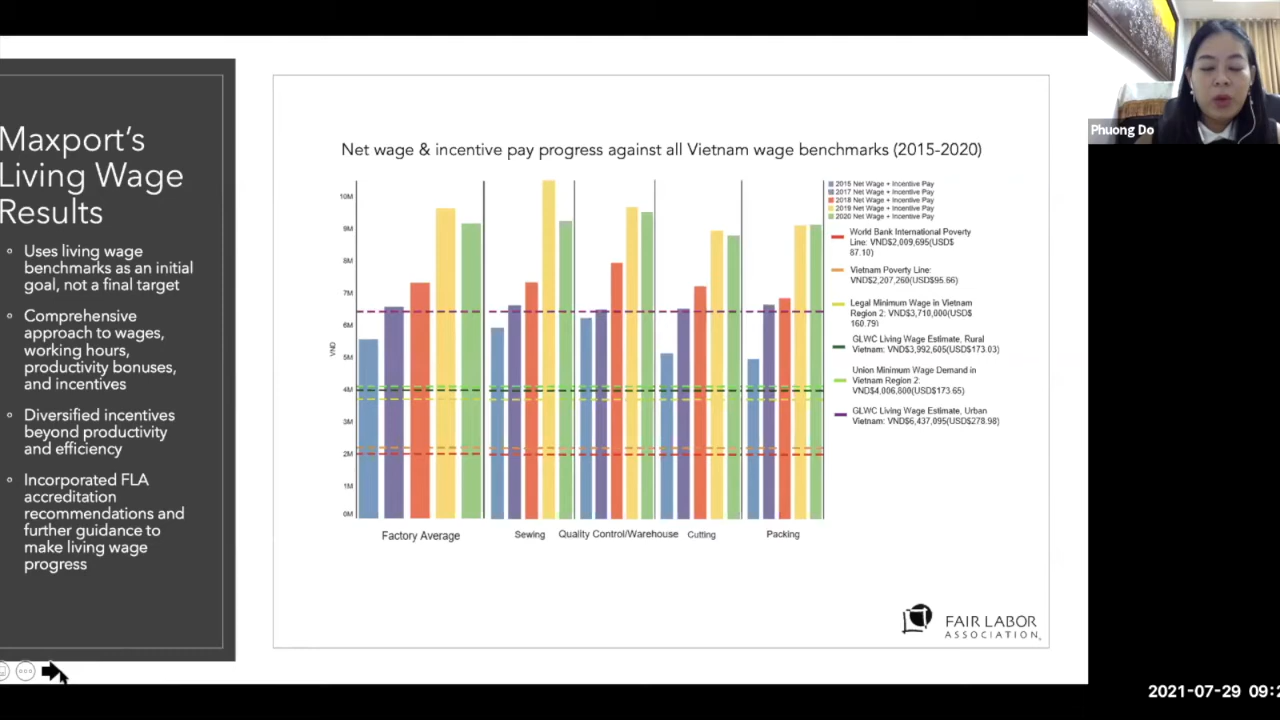 Maxport's
Living Wage
Results
Uses living wage
benchmarks as an initial
goal, not a final target
Comprehensive
approach to wages,
working hours,
productivity bonuses,
and incentives
Diversified incentives
beyond productivity
and efficiency
Incorporated FLA
accreditation
recommendations and
further guidance to
make living wage
progress
Net wage & incentive pay progress against all Vietnam wage benchmarks (2015-2020)
10M
9M
8M
7M
6M
5M
4M
3M
2M
1M
0M
VND
Factory Average
Sewing
Quality Control/Warehouse
Cutting
Packing
2015 Net Wage + Incentive Pay
2017 Net Wage + Incentive Pay
2018 Net Wage + Incentive Pay
2019 Net Wage + Incentive Pay
2020 Net Wage + Incentive Pay
World Bank International Poverty
Line: VND$2,009,695(USD$
87.10)
Vietnam Poverty Line:
VND$2,207,260(USD$95.66)
Legal Minimum Wage in Vietnam
Region 2: VND$3,710,000(USD$
160.79)
GLWC Living Wage Estimate, Rural
Vietnam: VND$3,992,605(USD$173.03)
Union Minimum Wage Demand in
Vietnam Region 2:
VND$4,006,800(USD$173.65)
GLWC Living Wage Estimate, Urban
Vietnam: VND$6,437,095(USD$278.98)
FAIR LABOR
ASSOCIATION
Phuong Do
2021-07-29 09:2